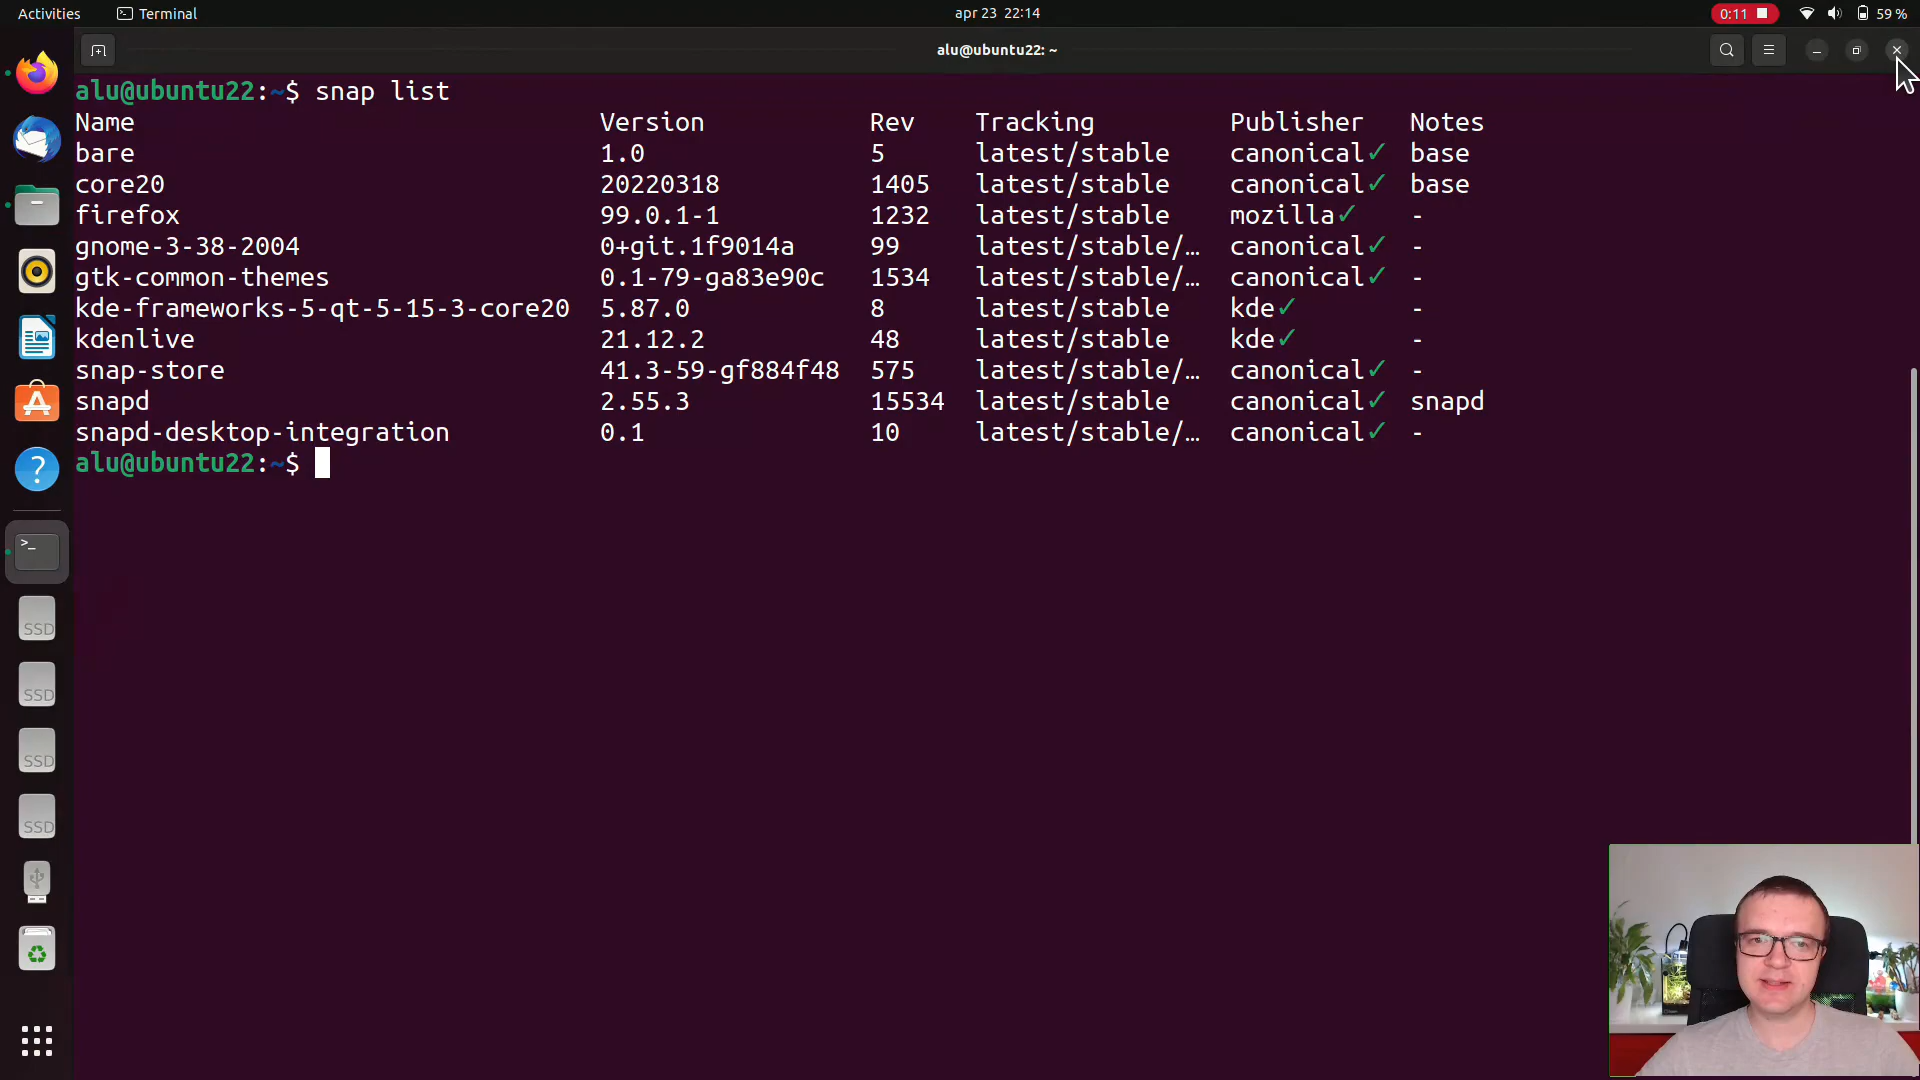 Activities Terminal apr 23 22:14 0:11 59 %
alu@ubuntu22: ~
alu@ubuntu22:~$ snap list
Name Version Rev Tracking Publisher Notes
bare 1.0 5 latest/stable canonical✓ base
core20 20220318 1405 latest/stable canonical✓ base
firefox 99.0.1-1 1232 latest/stable mozilla✓ -
gnome-3-38-2004 0+git.1f9014a 99 latest/stable/… canonical✓ -
gtk-common-themes 0.1-79-ga83e90c 1534 latest/stable/… canonical✓ -
kde-frameworks-5-qt-5-15-3-core20 5.87.0 8 latest/stable kde✓ -
kdenlive 21.12.2 48 latest/stable kde✓ -
snap-store 41.3-59-gf884f48 575 latest/stable/… canonical✓ -
snapd 2.55.3 15534 latest/stable canonical✓ snapd
snapd-desktop-integration 0.1 10 latest/stable/… canonical✓ -
alu@ubuntu22:~$
SSD
SSD
SSD
SSD